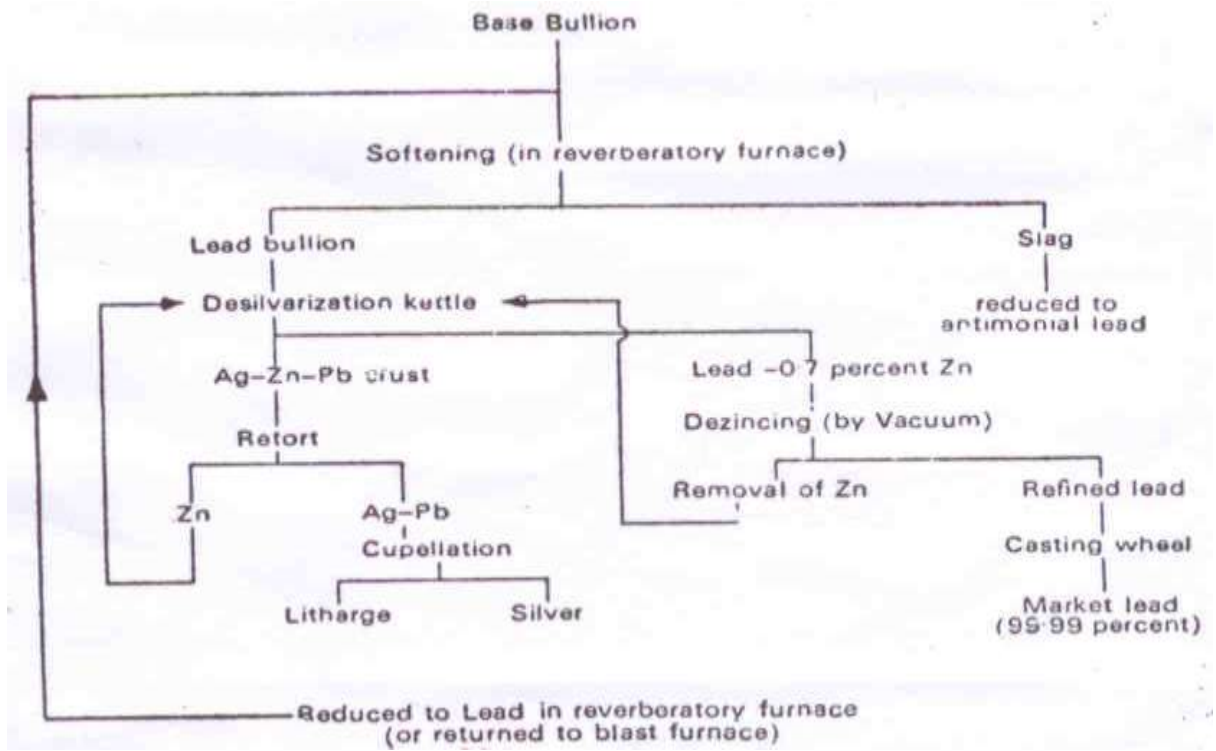 Base Bullion
Softening (in reverberatory furnace)
Lead bullion
Slag
Desilvarization kettle
reduced to
antimonial lead
Ag-Zn-Pb crust
Lead -0·7 percent Zn
Retort
Dezincing (by Vacuum)
Zn
Ag-Pb
Removal of Zn
Refined lead
Cupellation
Casting wheel
Litharge
Silver
Market lead
(99·99 percent)
Reduced to Lead in reverberatory furnace
(or returned to blast furnace)